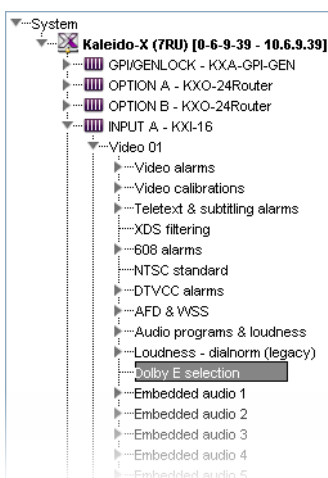 System
Kaleido-X (7RU) [0-6-9-39 - 10.6.9.39]
GPI/GENLOCK - KXA-GPI-GEN
OPTION A - KXO-24Router
OPTION B - KXO-24Router
INPUT A - KXI-16
Video 01
Video alarms
Video calibrations
Teletext & subtitling alarms
XDS filtering
608 alarms
NTSC standard
DTVCC alarms
AFD & WSS
Audio programs & loudness
Loudness - dialnorm (legacy)
Dolby E selection
Embedded audio 1
Embedded audio 2
Embedded audio 3
Embedded audio 4
Embedded audio 5